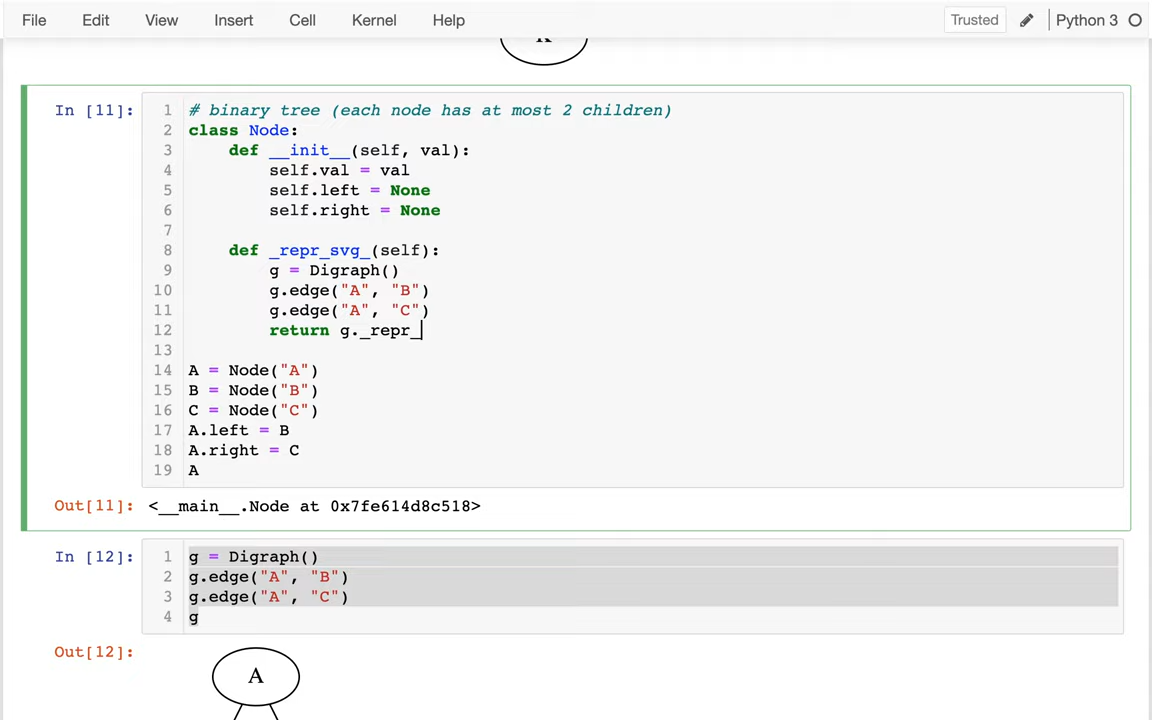 File Edit View Insert Cell Kernel Help Trusted Python 3
In [11]:
1 # binary tree (each node has at most 2 children)
2 class Node:
3     def __init__(self, val):
4         self.val = val
5         self.left = None
6         self.right = None
7
8     def _repr_svg_(self):
9         g = Digraph()
10         g.edge("A", "B")
11         g.edge("A", "C")
12         return g._repr_
13
14 A = Node("A")
15 B = Node("B")
16 C = Node("C")
17 A.left = B
18 A.right = C
19 A
Out[11]: <__main__.Node at 0x7fe614d8c518>
In [12]:
1 g = Digraph()
2 g.edge("A", "B")
3 g.edge("A", "C")
4 g
Out[12]:
A